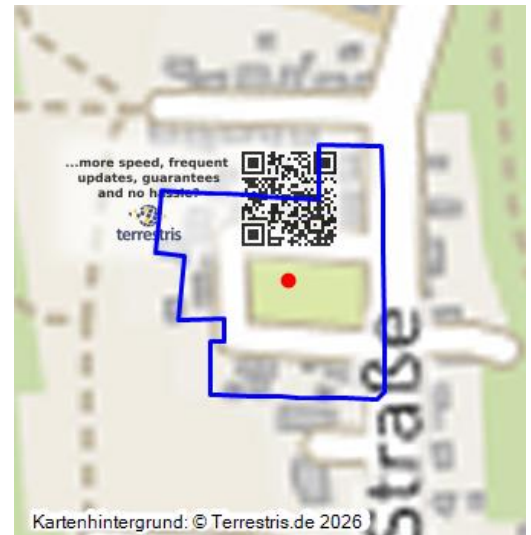 ...more speed, frequent
updates, guarantees
and no hassle?
terrestris
straße
Kartenhintergrund: © Terrestris.de 2026